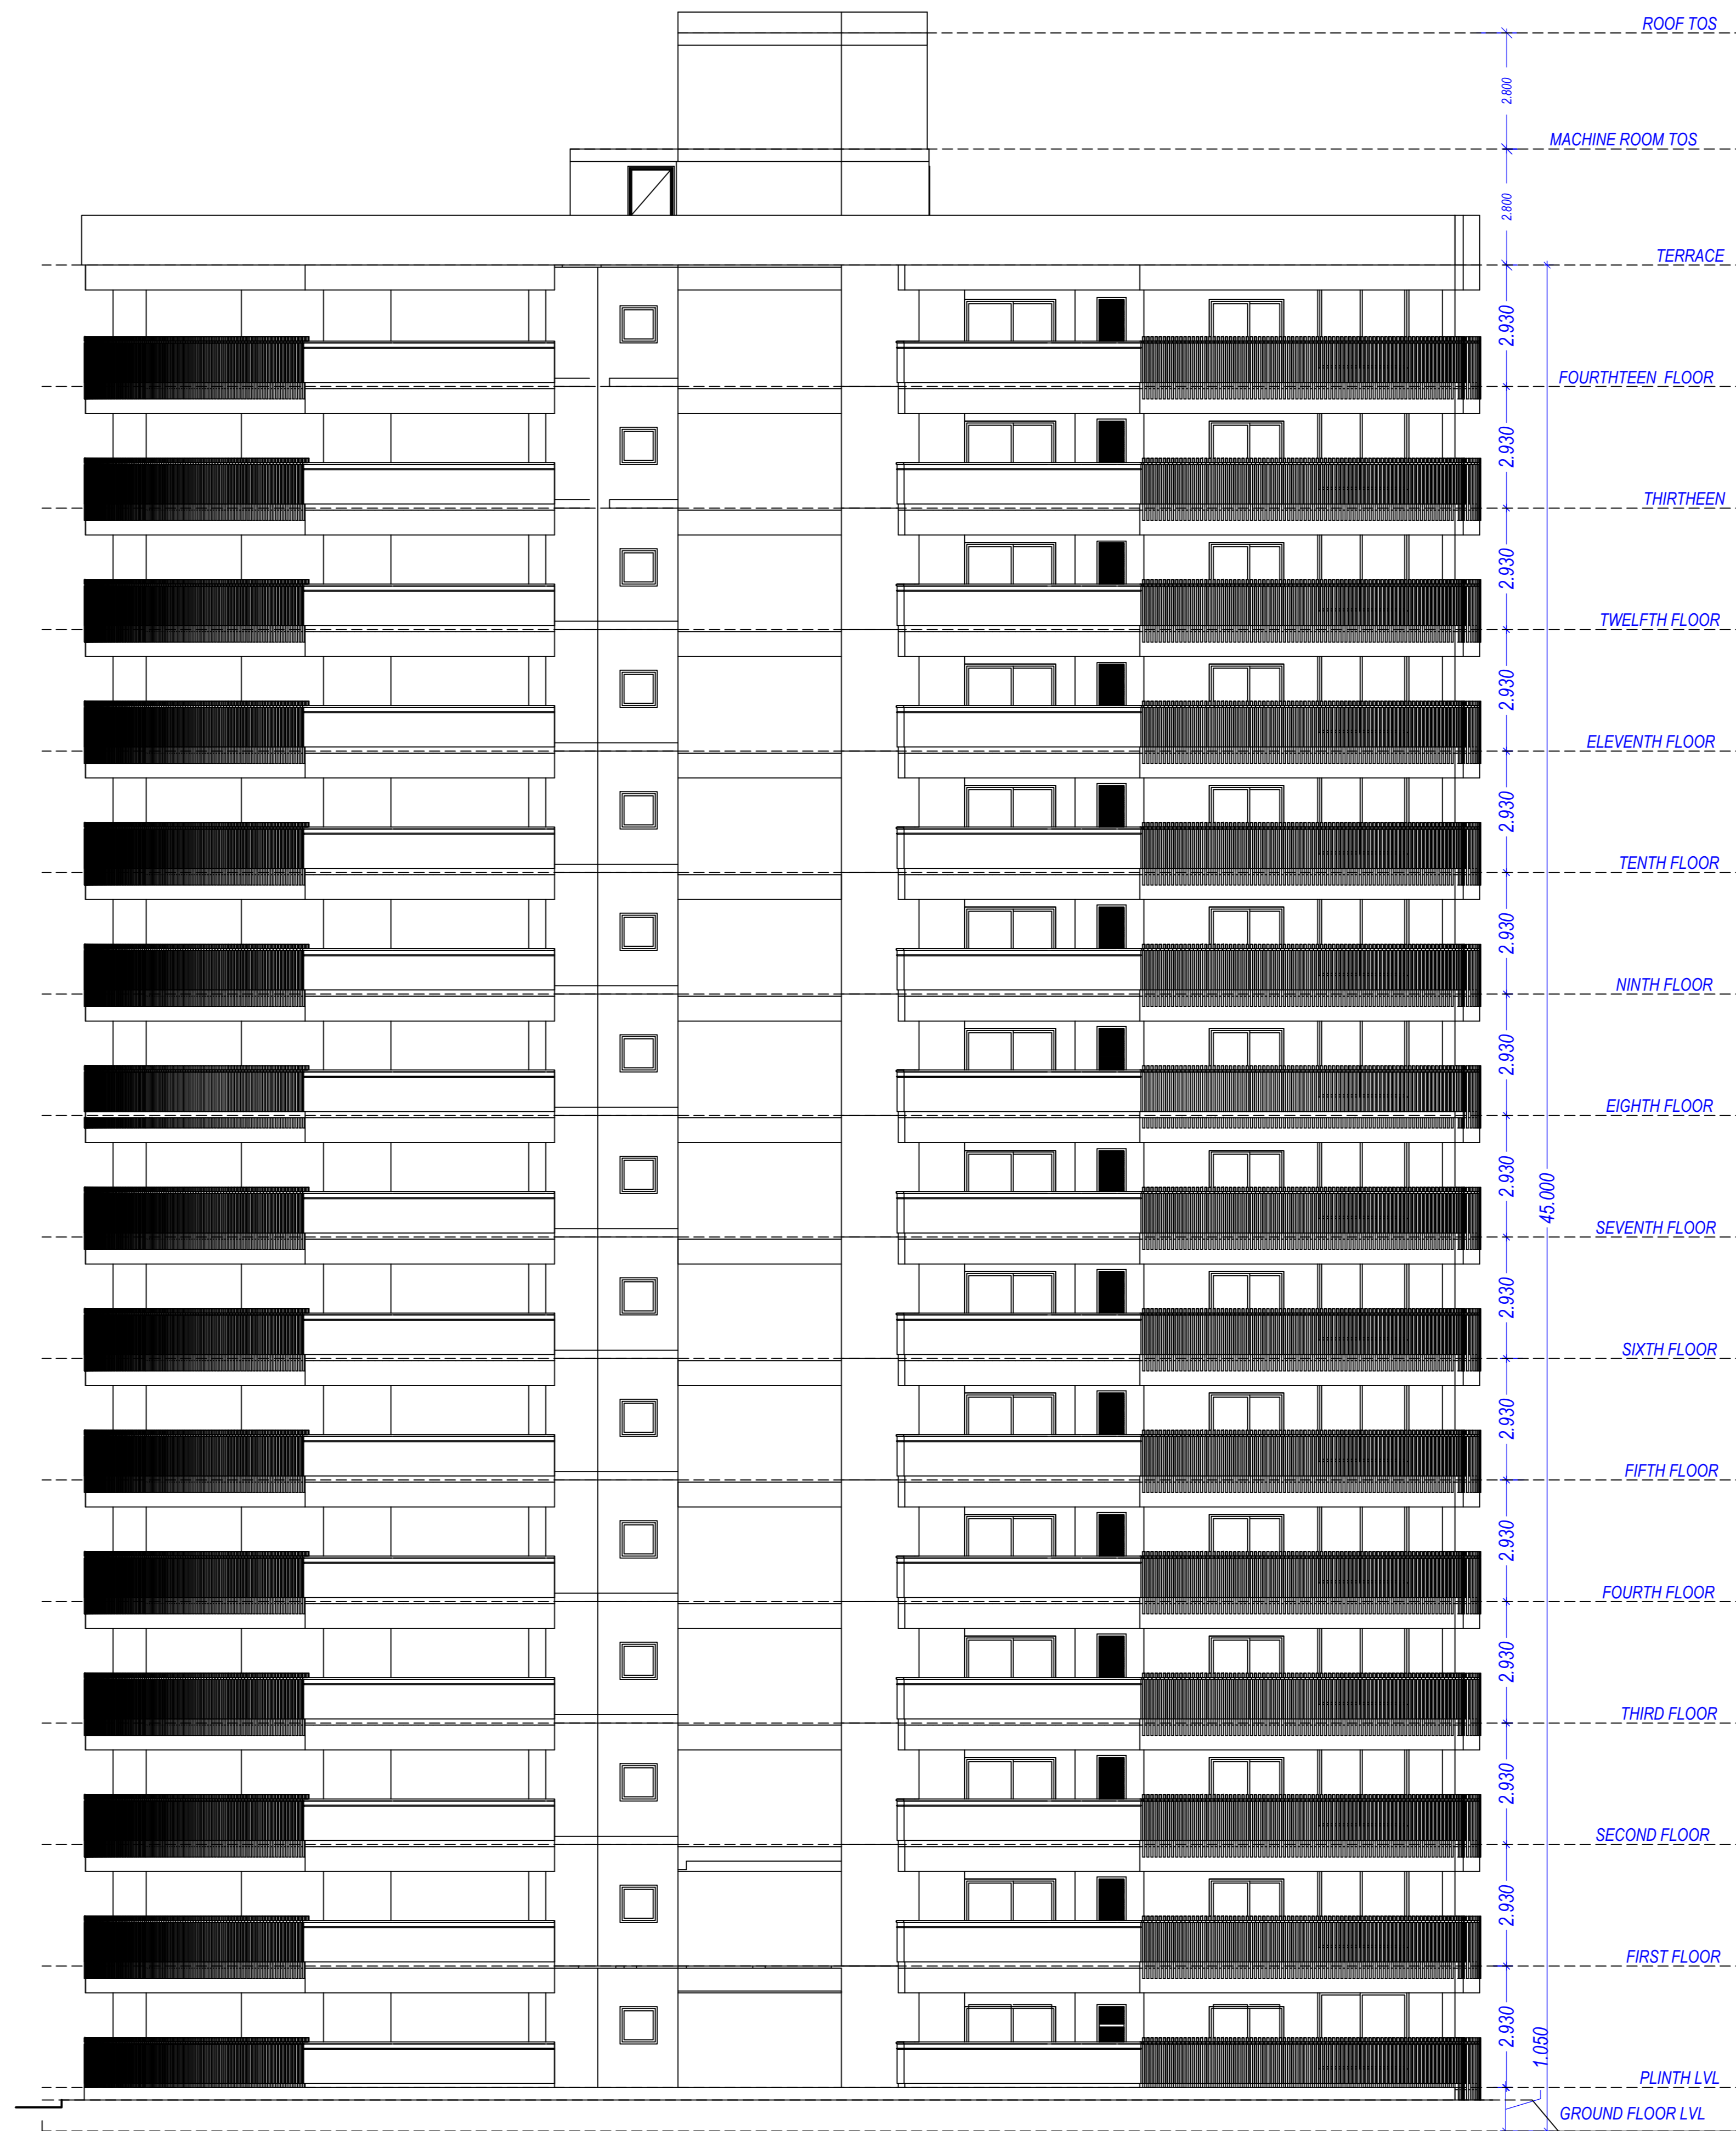 ROOF TOS
2.800
MACHINE ROOM TOS
2.800
TERRACE
2.930
FOURTHTEEN FLOOR
2.930
THIRTHEEN
2.930
TWELFTH FLOOR
2.930
ELEVENTH FLOOR
2.930
TENTH FLOOR
2.930
NINTH FLOOR
2.930
EIGHTH FLOOR
2.930
45.000
SEVENTH FLOOR
2.930
SIXTH FLOOR
2.930
FIFTH FLOOR
2.930
FOURTH FLOOR
2.930
THIRD FLOOR
2.930
SECOND FLOOR
2.930
FIRST FLOOR
2.930
1.050
PLINTH LVL
GROUND FLOOR LVL